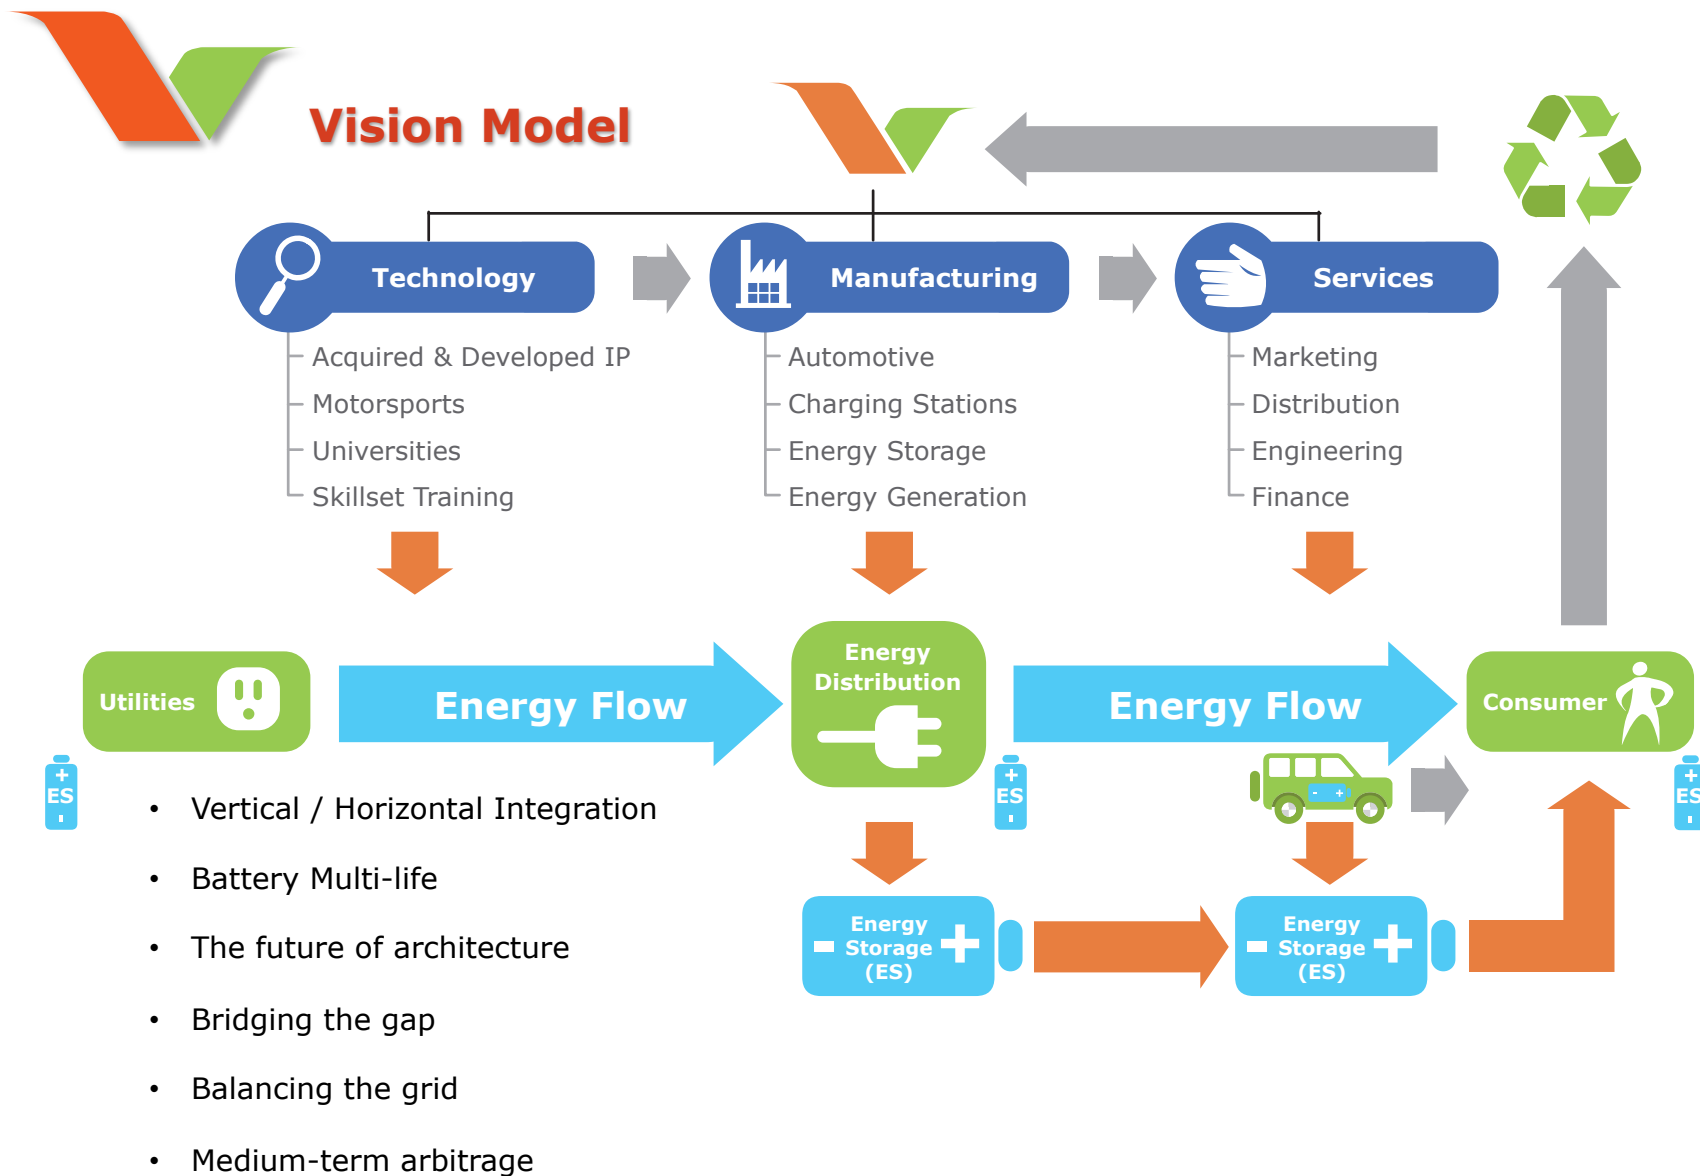 Vision Model
Technology
Manufacturing
Services
Acquired & Developed IP
Motorsports
Universities
Skillset Training
Automotive
Charging Stations
Energy Storage
Energy Generation
Marketing
Distribution
Engineering
Finance
Utilities
Energy Flow
Energy
Distribution
Energy Flow
Consumer
+
ES
-
+
ES
-
- +
+
ES
-
• Vertical / Horizontal Integration
• Battery Multi-life
• The future of architecture
• Bridging the gap
• Balancing the grid
• Medium-term arbitrage
Energy
- Storage +
(ES)
Energy
- Storage +
(ES)